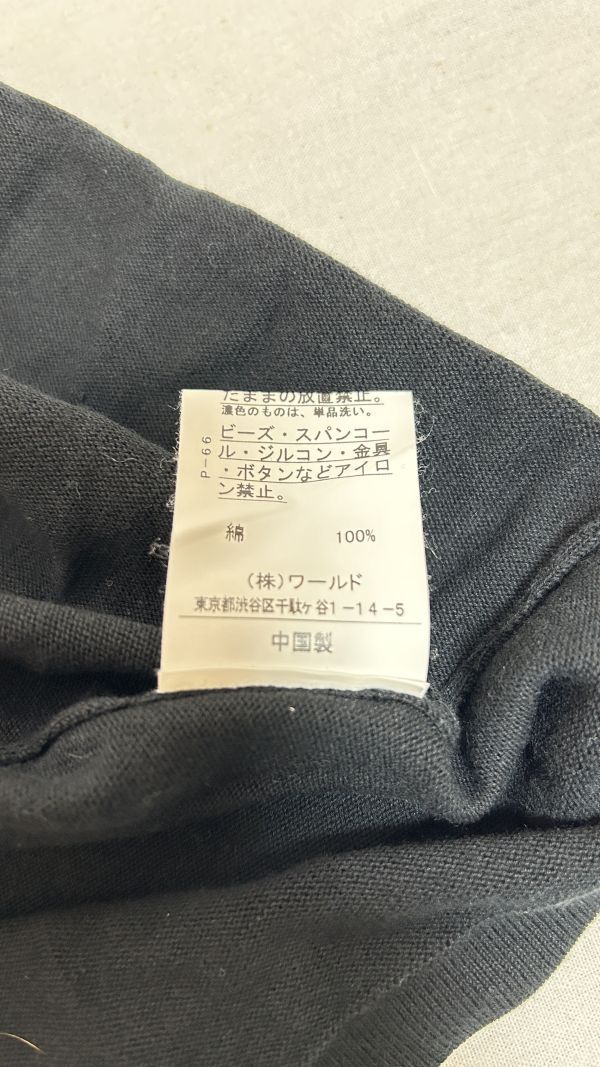 たままの放置禁止。
濃色のものは、単品洗い。
P-66
ビーズ・スパンコー
ル・ジルコン・金具
・ボタンなどアイロ
ン禁止。
綿 100%
(株)ワールド
東京都渋谷区千駄ヶ谷1-14-5
中国製